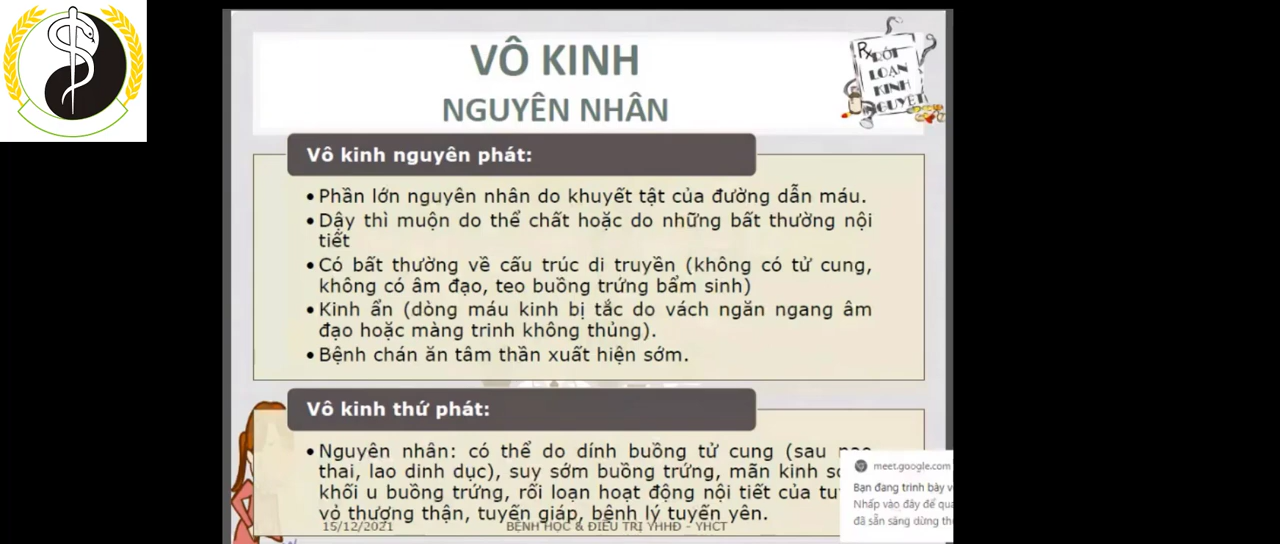 VÔ KINH
NGUYÊN NHÂN
RỐI
LOẠN
KINH
NGUYỆT
Vô kinh nguyên phát:
•Phần lớn nguyên nhân do khuyết tật của đường dẫn máu.
•Dậy thì muộn do thể chất hoặc do những bất thường nội
tiết
•Có bất thường về cấu trúc di truyền (không có tử cung,
không có âm đạo, teo buồng trứng bẩm sinh)
•Kinh ẩn (dòng máu kinh bị tắc do vách ngăn ngang âm
đạo hoặc màng trinh không thủng).
•Bệnh chán ăn tâm thần xuất hiện sớm.
Vô kinh thứ phát:
•Nguyên nhân: có thể do dính buồng tử cung (sau
thai, lao dinh dục), suy sớm buồng trứng, mãn kinh
khối u buồng trứng, rối loạn hoạt động nội tiết của
vỏ thượng thận, tuyến giáp, bệnh lý tuyến yên.
15/12/2021
BỆNH HỌC & ĐIỀU TRỊ YHHĐ - YHCT
meet.google.com
Bạn đang trình bày
Nhấp vào đây để
đã sẵn sàng dừng